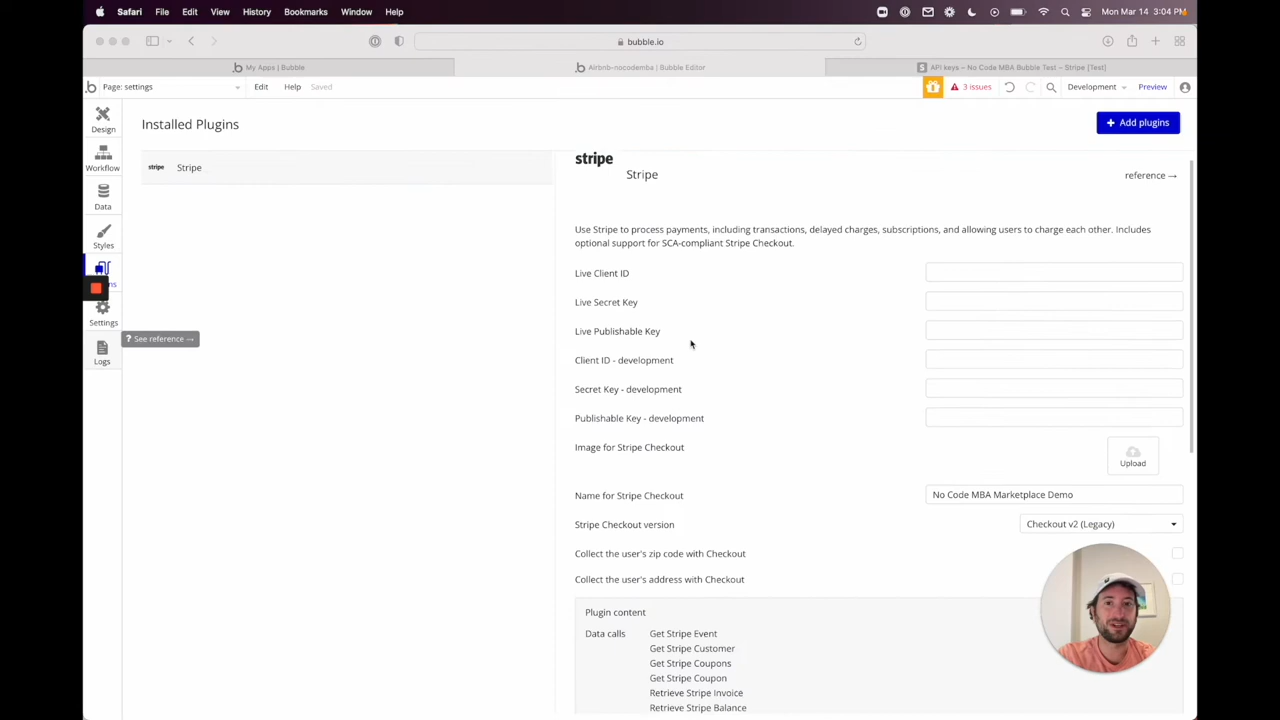 Safari File Edit View History Bookmarks Window Help Mon Mar 14 3:04 PM
bubble.io
My Apps | Bubble
Airbnb-nocodemba | Bubble Editor
API keys – No Code MBA Bubble Test – Stripe [Test]
Page: settings Edit Help Saved 3 issues Development Preview
Design
Workflow
Data
Styles
Settings
Logs
? See reference →
Installed Plugins
+ Add plugins
stripe Stripe
stripe
Stripe
reference →
Use Stripe to process payments, including transactions, delayed charges, subscriptions, and allowing users to charge each other. Includes
optional support for SCA-compliant Stripe Checkout.
Live Client ID
Live Secret Key
Live Publishable Key
Client ID - development
Secret Key - development
Publishable Key - development
Image for Stripe Checkout
Upload
Name for Stripe Checkout No Code MBA Marketplace Demo
Stripe Checkout version Checkout v2 (Legacy)
Collect the user's zip code with Checkout
Collect the user's address with Checkout
Plugin content
Data calls Get Stripe Event
Get Stripe Customer
Get Stripe Coupons
Get Stripe Coupon
Retrieve Stripe Invoice
Retrieve Stripe Balance